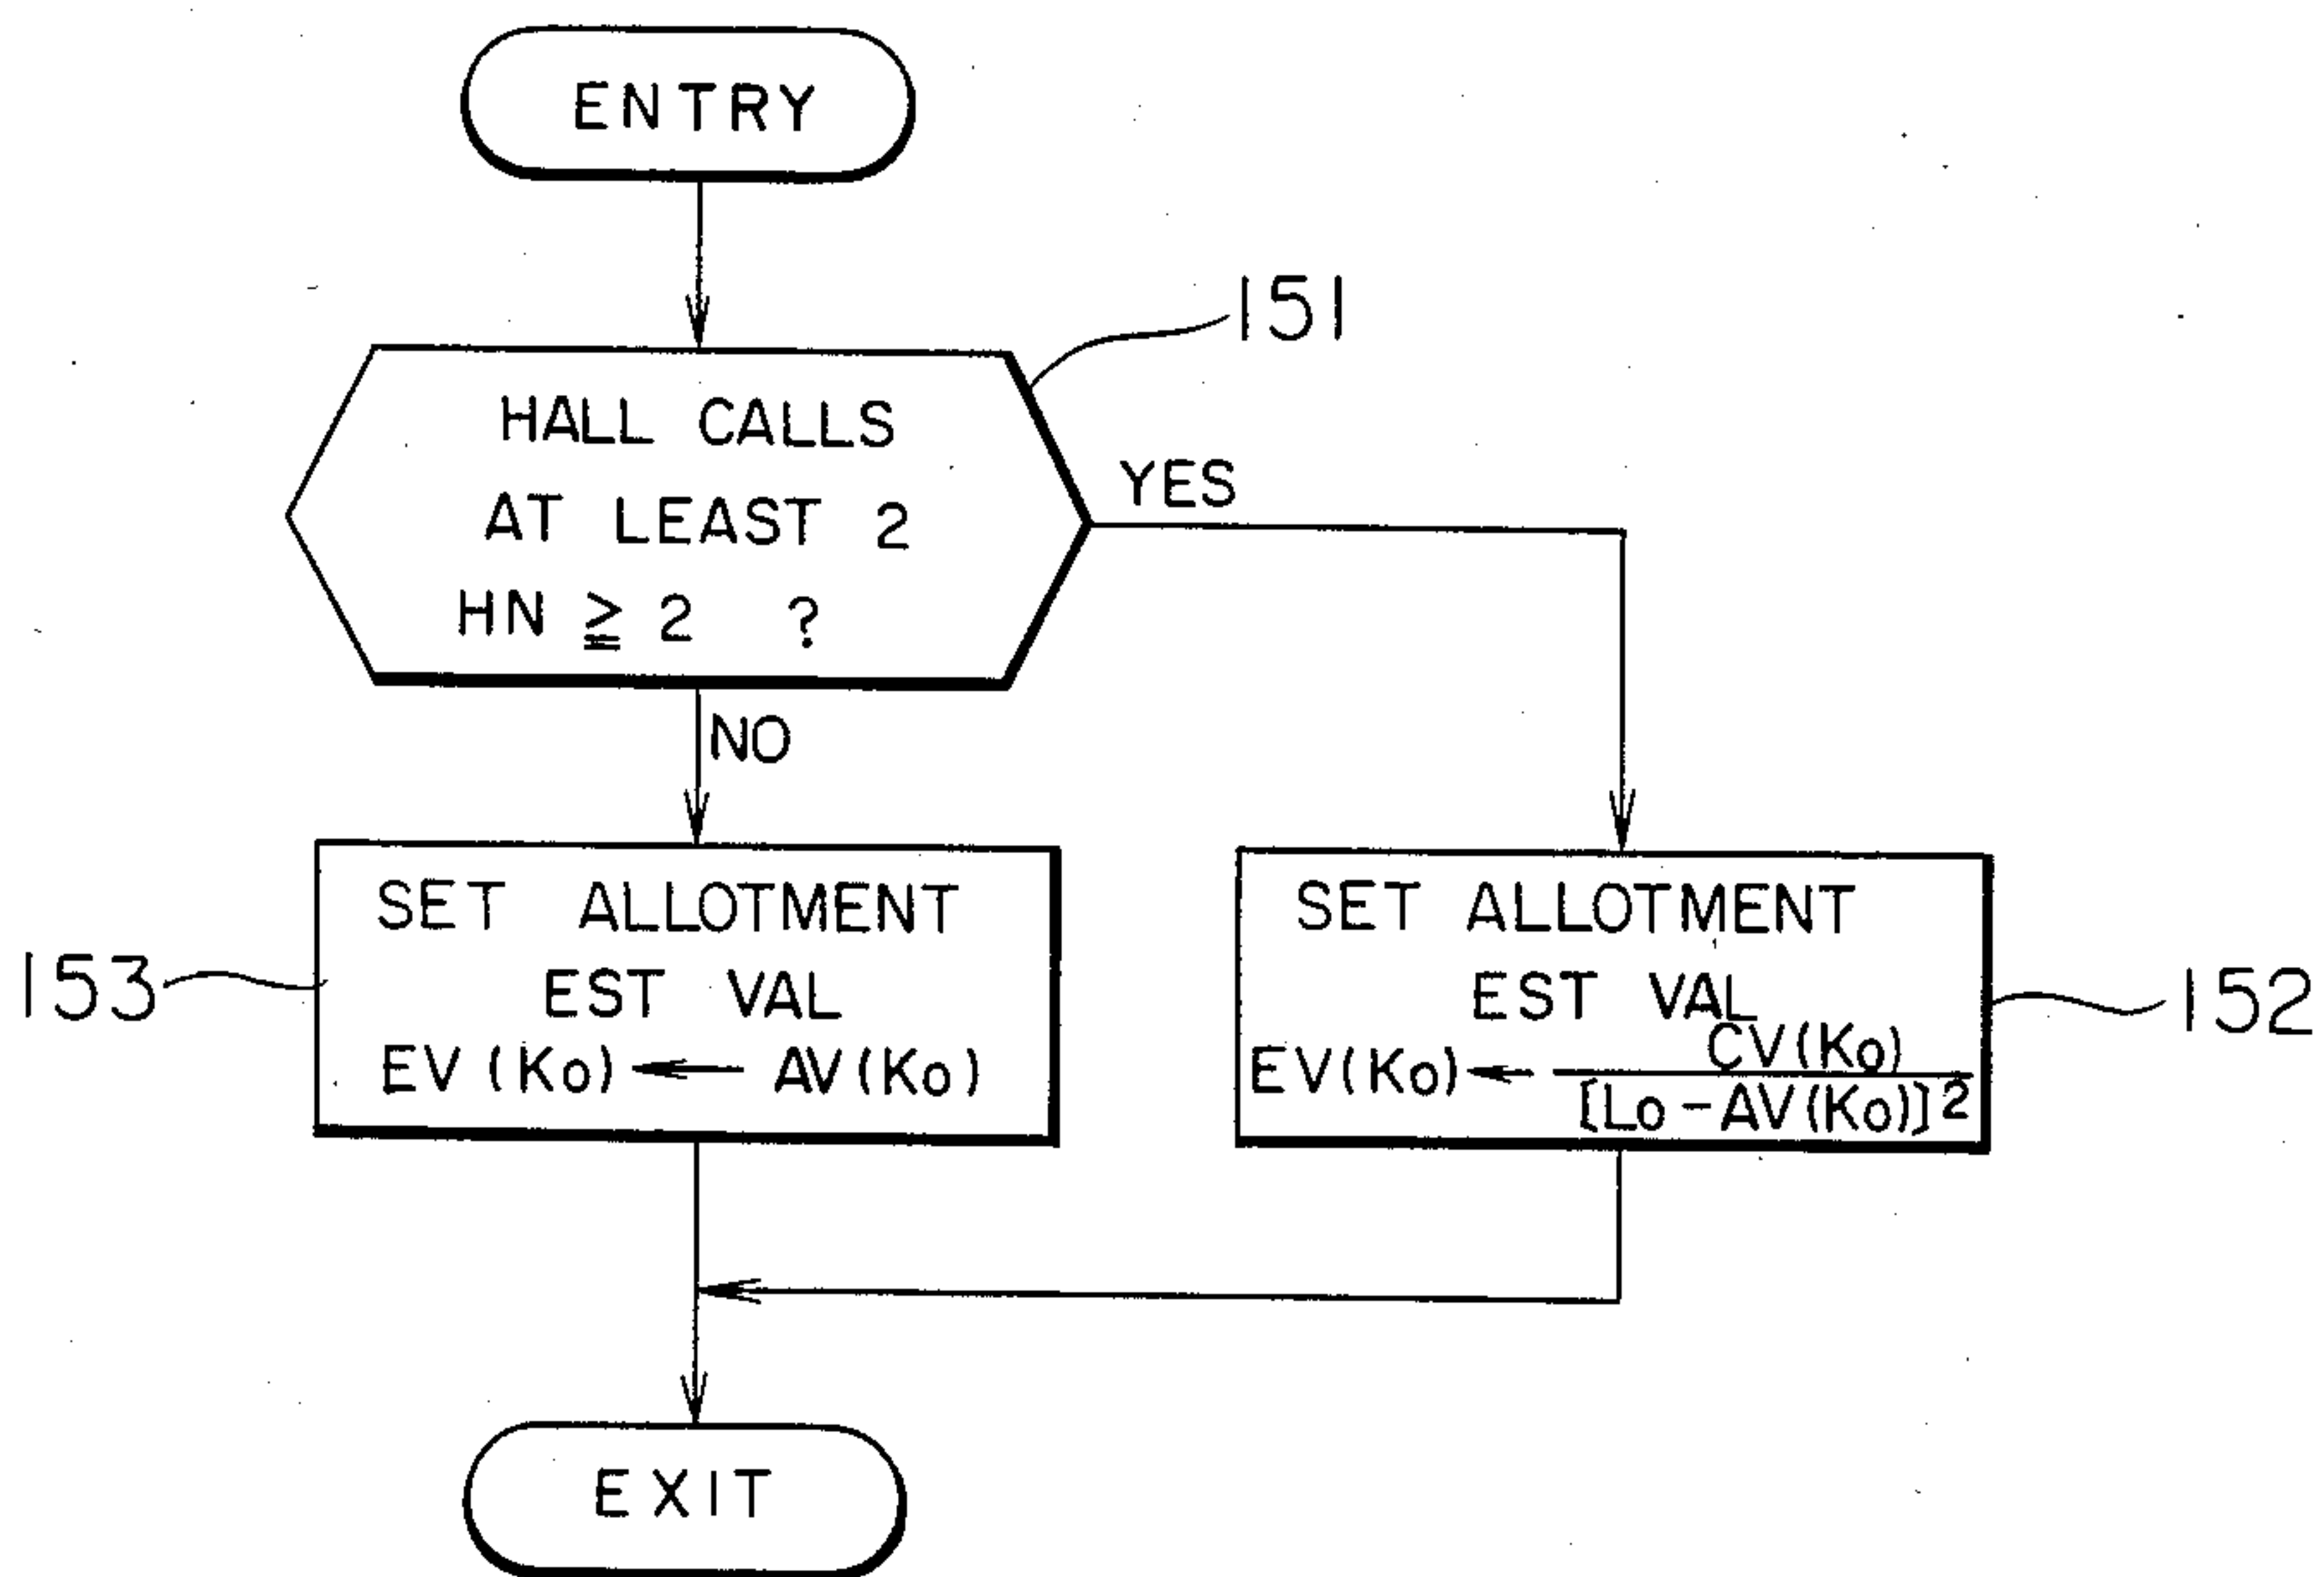 ENTRY
151
HALL CALLS
AT LEAST 2
HN ≧ 2 ?
YES
NO
SET ALLOTMENT
EST VAL
EV (Ko) ← AV(Ko)
153
SET ALLOTMENT
EST VAL
EV(Ko) ← CV(Ko)
[Lo-AV(Ko)]²
152
EXIT